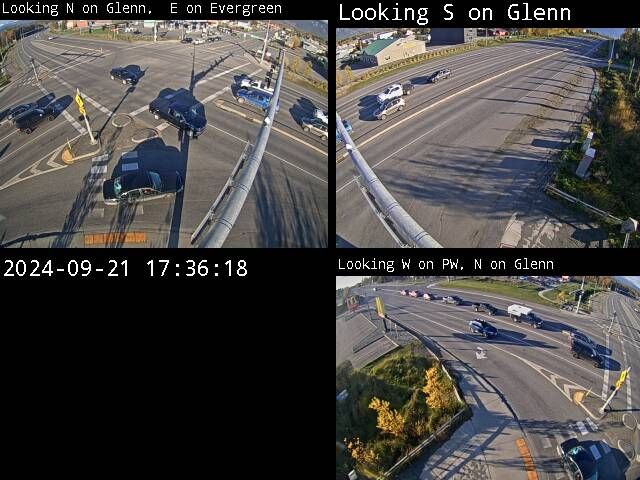 Looking N on Glenn, E on Evergreen
Looking S on Glenn
2024-09-21 17:36:18
Looking W on PW, N on Glenn